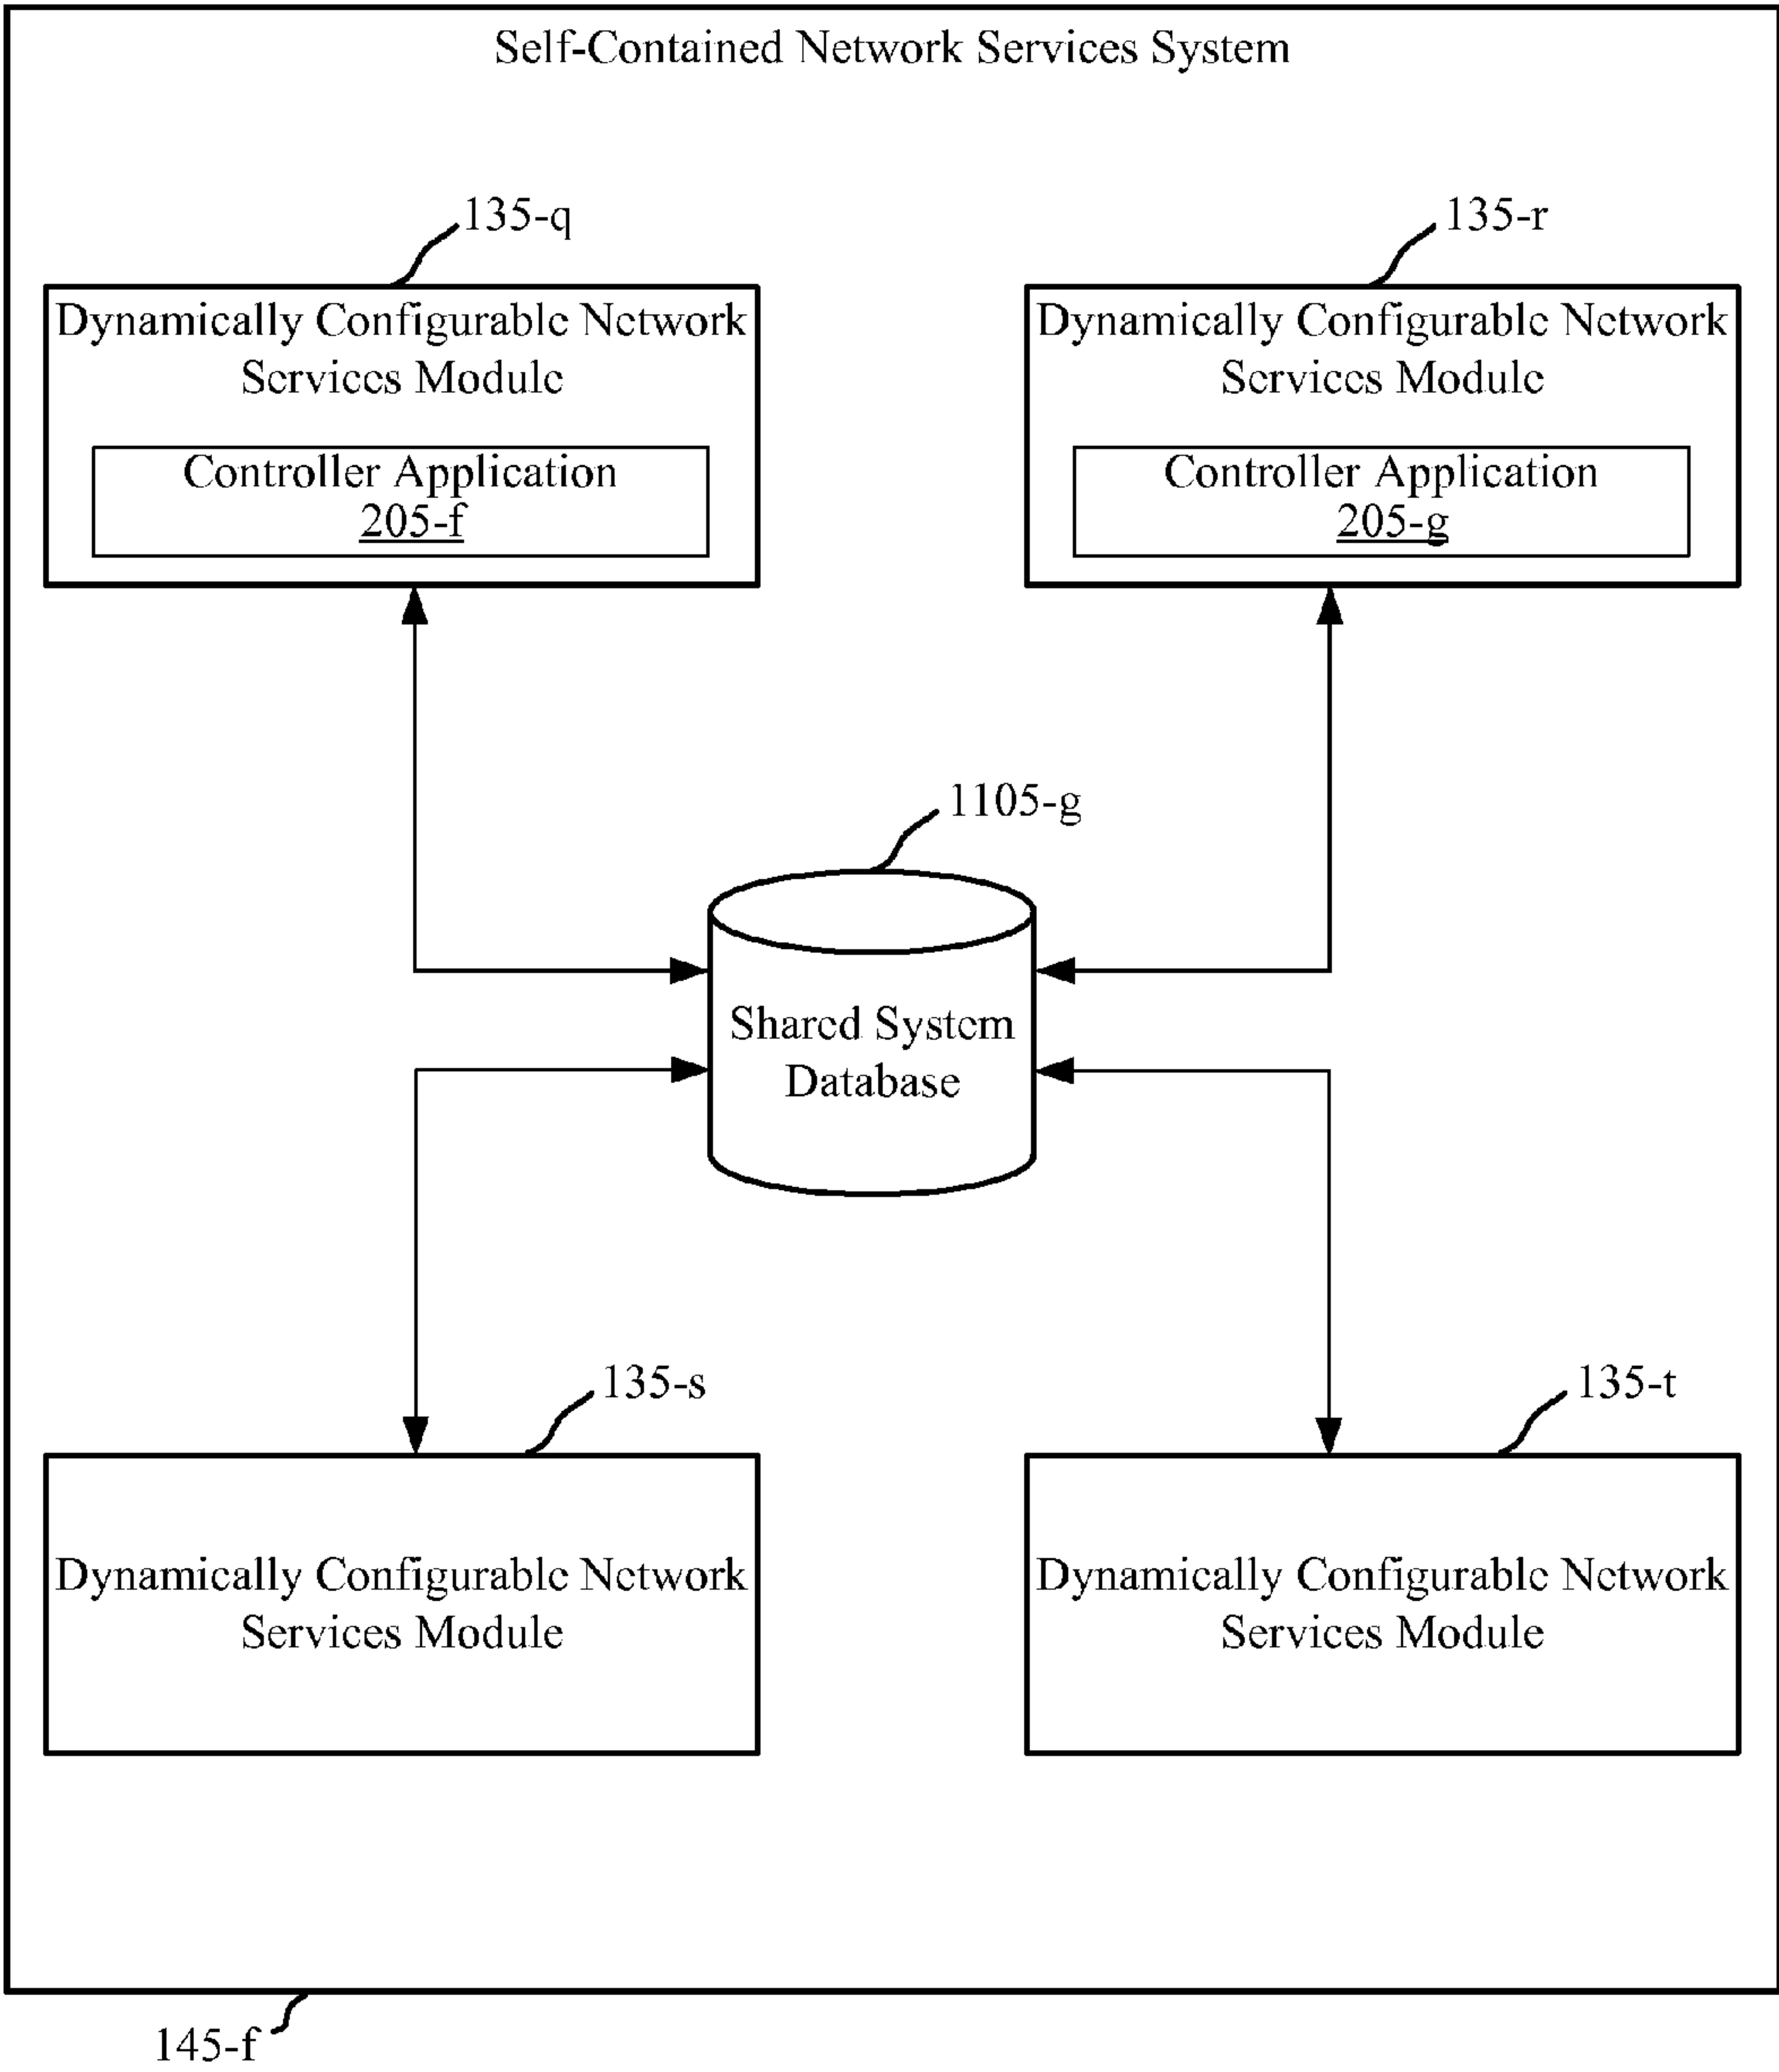 Self-Contained Network Services System
135-q
135-r
Dynamically Configurable Network
Services Module
Controller Application
205-f
Dynamically Configurable Network
Services Module
Controller Application
205-g
1105-g
Shared System
Database
135-s
135-t
Dynamically Configurable Network
Services Module
Dynamically Configurable Network
Services Module
145-f